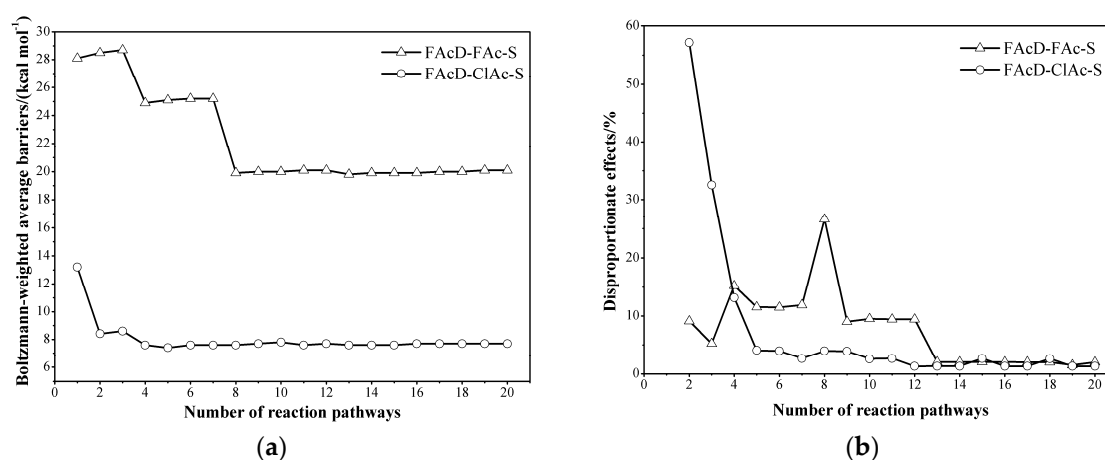 Boltzmann-weighted average barriers/(kcal mol⁻¹)
30
28
26
24
22
20
18
16
14
12
10
8
6
FAcD-FAc-S
FAcD-ClAc-S
0 2 4 6 8 10 12 14 16 18 20
Number of reaction pathways
(a)
Disproportionate effects/%
60
50
40
30
20
10
0
FAcD-FAc-S
FAcD-ClAc-S
0 2 4 6 8 10 12 14 16 18 20
Number of reaction pathways
(b)